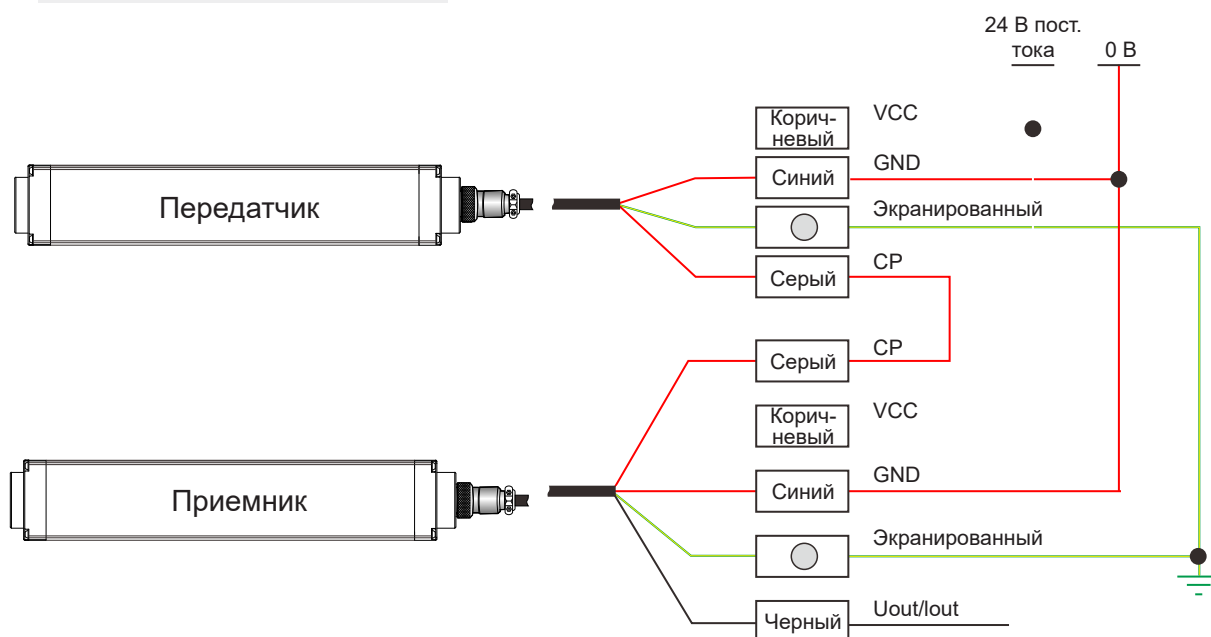 24 В пост.
тока
0 В
Корич-
невый
VCC
Синий
GND
Передатчик
Экранированный
Серый
CP
Серый
CP
Корич-
невый
VCC
Приемник
Синий
GND
Экранированный
Черный
Uout/Iout